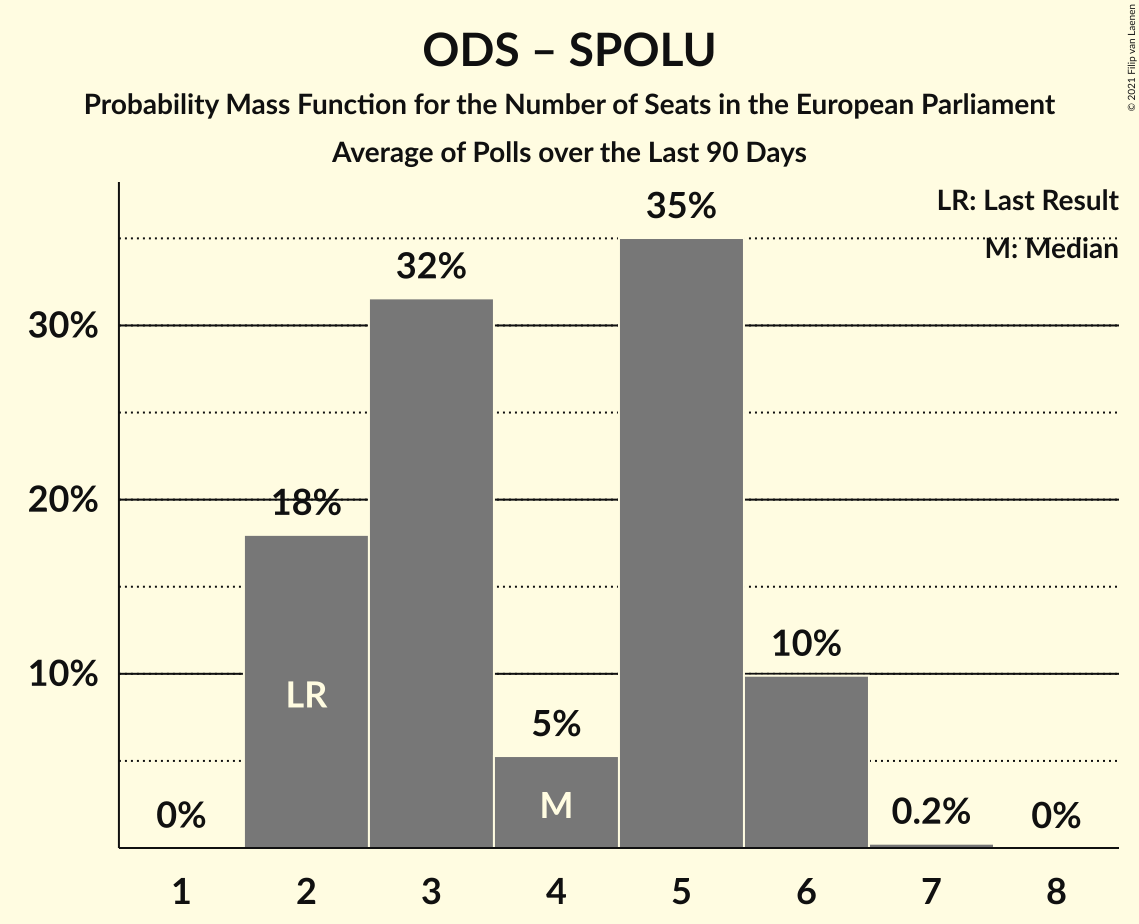 ODS – SPOLU
Probability Mass Function for the Number of Seats in the European Parliament
Average of Polls over the Last 90 Days
© 2021 Filip van Laenen
LR: Last Result
M: Median
35%
32%
30%
18%
20%
10%
10%
LR
5%
M
0%
0.2%
0%
1 2 3 4 5 6 7 8